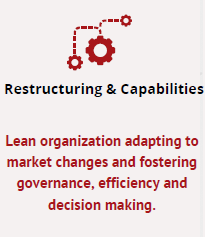 Restructuring & Capabilities
Lean organization adapting to
market changes and fostering
governance, efficiency and
decision making.